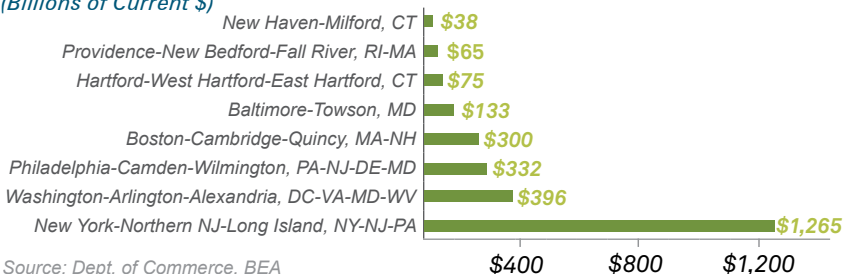 (Billions of Current $)
New Haven-Milford, CT $38
Providence-New Bedford-Fall River, RI-MA $65
Hartford-West Hartford-East Hartford, CT $75
Baltimore-Towson, MD $133
Boston-Cambridge-Quincy, MA-NH $300
Philadelphia-Camden-Wilmington, PA-NJ-DE-MD $332
Washington-Arlington-Alexandria, DC-VA-MD-WV $396
New York-Northern NJ-Long Island, NY-NJ-PA $1,265
$400 $800 $1,200
Source: Dept. of Commerce, BEA